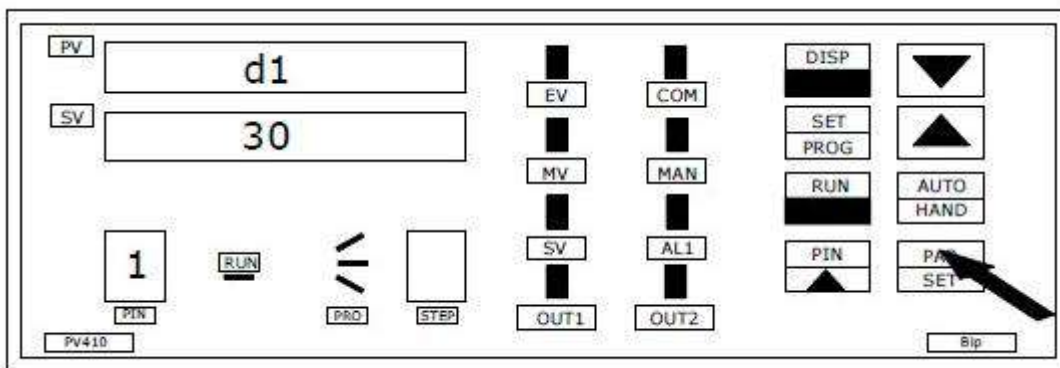 PV
d1
SV
30
EV
COM
MV
MAN
SV
AL1
OUT1
OUT2
DISP
SET
PROG
RUN
AUTO
HAND
PIN
SET
1
PIN
RUN
PRO
STEP
PV410
Bip